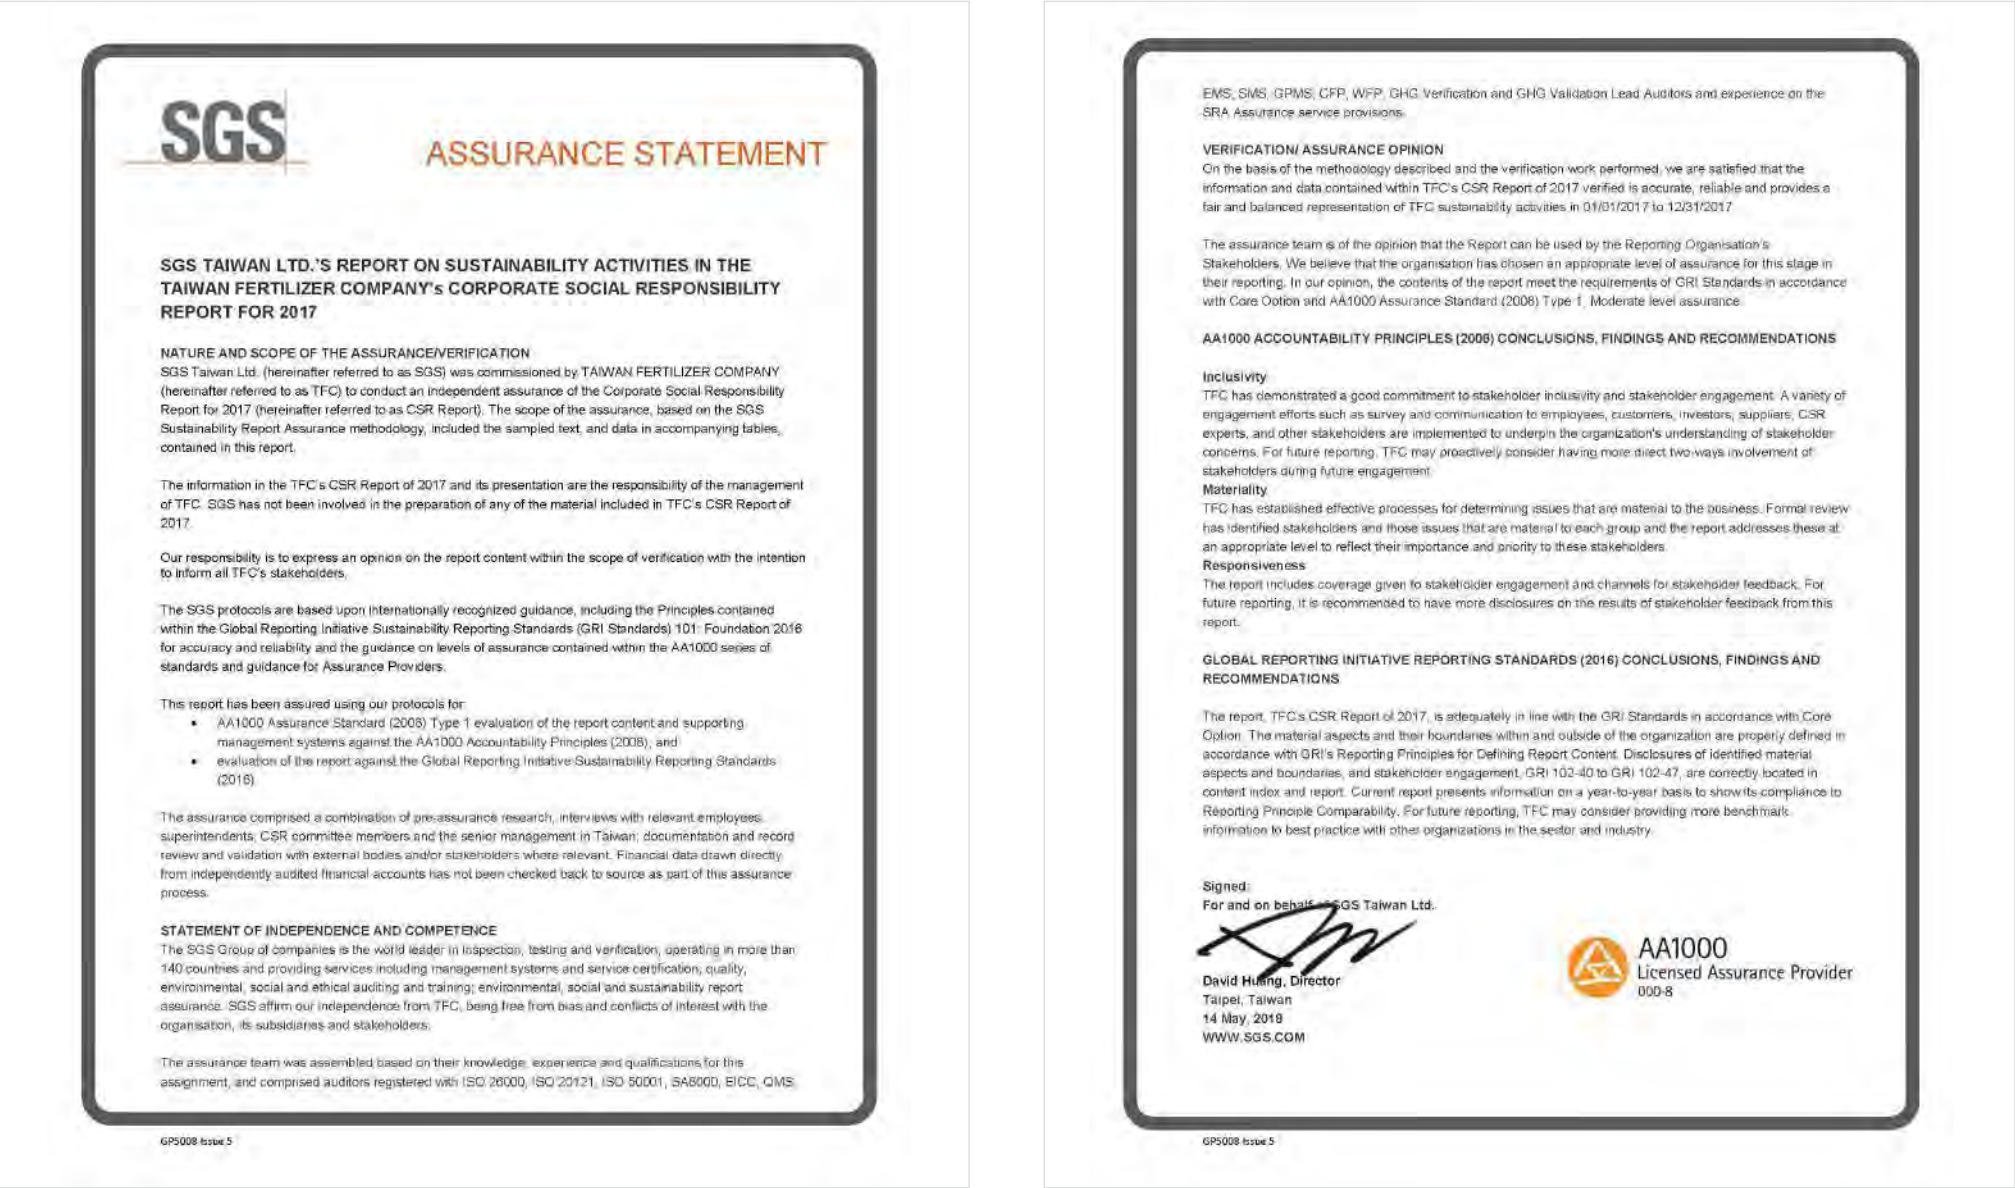 SGS
ASSURANCE STATEMENT
SGS TAIWAN LTD.'S REPORT ON SUSTAINABILITY ACTIVITIES IN THE
TAIWAN FERTILIZER COMPANY's CORPORATE SOCIAL RESPONSIBILITY
REPORT FOR 2017
NATURE AND SCOPE OF THE ASSURANCE/VERIFICATION
SGS Taiwan Ltd. (hereinafter referred to as SGS) was commissioned by TAIWAN FERTILIZER COMPANY
(hereinafter referred to as TFC) to conduct an independent assurance of the Corporate Social Responsibility
Report for 2017 (hereinafter referred to as CSR Report). The scope of the assurance, based on the SGS
Sustainability Report Assurance methodology, included the sampled text, and data in accompanying tables,
contained in this report.
The information in the TFC's CSR Report of 2017 and its presentation are the responsibility of the management
of TFC. SGS has not been involved in the preparation of any of the material included in TFC's CSR Report of
2017.
Our responsibility is to express an opinion on the report content within the scope of verification with the intention
to inform all TFC's stakeholders.
The SGS protocols are based upon internationally recognized guidance, including the Principles contained
within the Global Reporting Initiative Sustainability Reporting Standards (GRI Standards) 101: Foundation 2016
for accuracy and reliability and the guidance on levels of assurance contained within the AA1000 series of
standards and guidance for Assurance Providers.
This report has been assured using our protocols for:
• AA1000 Assurance Standard (2008) Type 1 evaluation of the report content and supporting
management systems against the AA1000 Accountability Principles (2008); and
• evaluation of the report against the Global Reporting Initiative Sustainability Reporting Standards
(2016).
The assurance comprised a combination of pre-assurance research, interviews with relevant employees,
superintendents, CSR committee members and the senior management in Taiwan; documentation and record
review and validation with external bodies and/or stakeholders where relevant. Financial data drawn directly
from independently audited financial accounts has not been checked back to source as part of this assurance
process.
STATEMENT OF INDEPENDENCE AND COMPETENCE
The SGS Group of companies is the world leader in inspection, testing and verification, operating in more than
140 countries and providing services including management systems and service certification; quality,
environmental, social and ethical auditing and training; environmental, social and sustainability report
assurance. SGS affirm our independence from TFC, being free from bias and conflicts of interest with the
organisation, its subsidiaries and stakeholders.
The assurance team was assembled based on their knowledge, experience and qualifications for this
assignment, and comprised auditors registered with ISO 26000, ISO 20121, ISO 50001, SA8000, EICC, QMS,
GP5008 Issue 5
EMS, SMS, GPMS, CFP, WFP, GHG Verification and GHG Validation Lead Auditors and experience on the
SRA Assurance service provisions.
VERIFICATION/ ASSURANCE OPINION
On the basis of the methodology described and the verification work performed, we are satisfied that the
information and data contained within TFC's CSR Report of 2017 verified is accurate, reliable and provides a
fair and balanced representation of TFC sustainability activities in 01/01/2017 to 12/31/2017.
The assurance team is of the opinion that the Report can be used by the Reporting Organisation's
Stakeholders. We believe that the organisation has chosen an appropriate level of assurance for this stage in
their reporting. In our opinion, the contents of the report meet the requirements of GRI Standards in accordance
with Core Option and AA1000 Assurance Standard (2008) Type 1, Moderate level assurance.
AA1000 ACCOUNTABILITY PRINCIPLES (2008) CONCLUSIONS, FINDINGS AND RECOMMENDATIONS
Inclusivity
TFC has demonstrated a good commitment to stakeholder inclusivity and stakeholder engagement. A variety of
engagement efforts such as survey and communication to employees, customers, investors, suppliers, CSR
experts, and other stakeholders are implemented to underpin the organization's understanding of stakeholder
concerns. For future reporting, TFC may proactively consider having more direct two-ways involvement of
stakeholders during future engagement.
Materiality
TFC has established effective processes for determining issues that are material to the business. Formal review
has identified stakeholders and those issues that are material to each group and the report addresses these at
an appropriate level to reflect their importance and priority to these stakeholders.
Responsiveness
The report includes coverage given to stakeholder engagement and channels for stakeholder feedback. For
future reporting, it is recommended to have more disclosures on the results of stakeholder feedback from this
report.
GLOBAL REPORTING INITIATIVE REPORTING STANDARDS (2016) CONCLUSIONS, FINDINGS AND
RECOMMENDATIONS
The report, TFC's CSR Report of 2017, is adequately in line with the GRI Standards in accordance with Core
Option. The material aspects and their boundaries within and outside of the organization are properly defined in
accordance with GRI's Reporting Principles for Defining Report Content. Disclosures of identified material
aspects and boundaries, and stakeholder engagement, GRI 102-40 to GRI 102-47, are correctly located in
content index and report. Current report presents information on a year-to-year basis to show its compliance to
Reporting Principle Comparability. For future reporting, TFC may consider providing more benchmark
information to best practice with other organizations in the sector and industry.
Signed:
For and on behalf of SGS Taiwan Ltd.
David Huang, Director
Taipei, Taiwan
14 May, 2018
WWW.SGS.COM
AA1000
Licensed Assurance Provider
000-8
GP5008 Issue 5